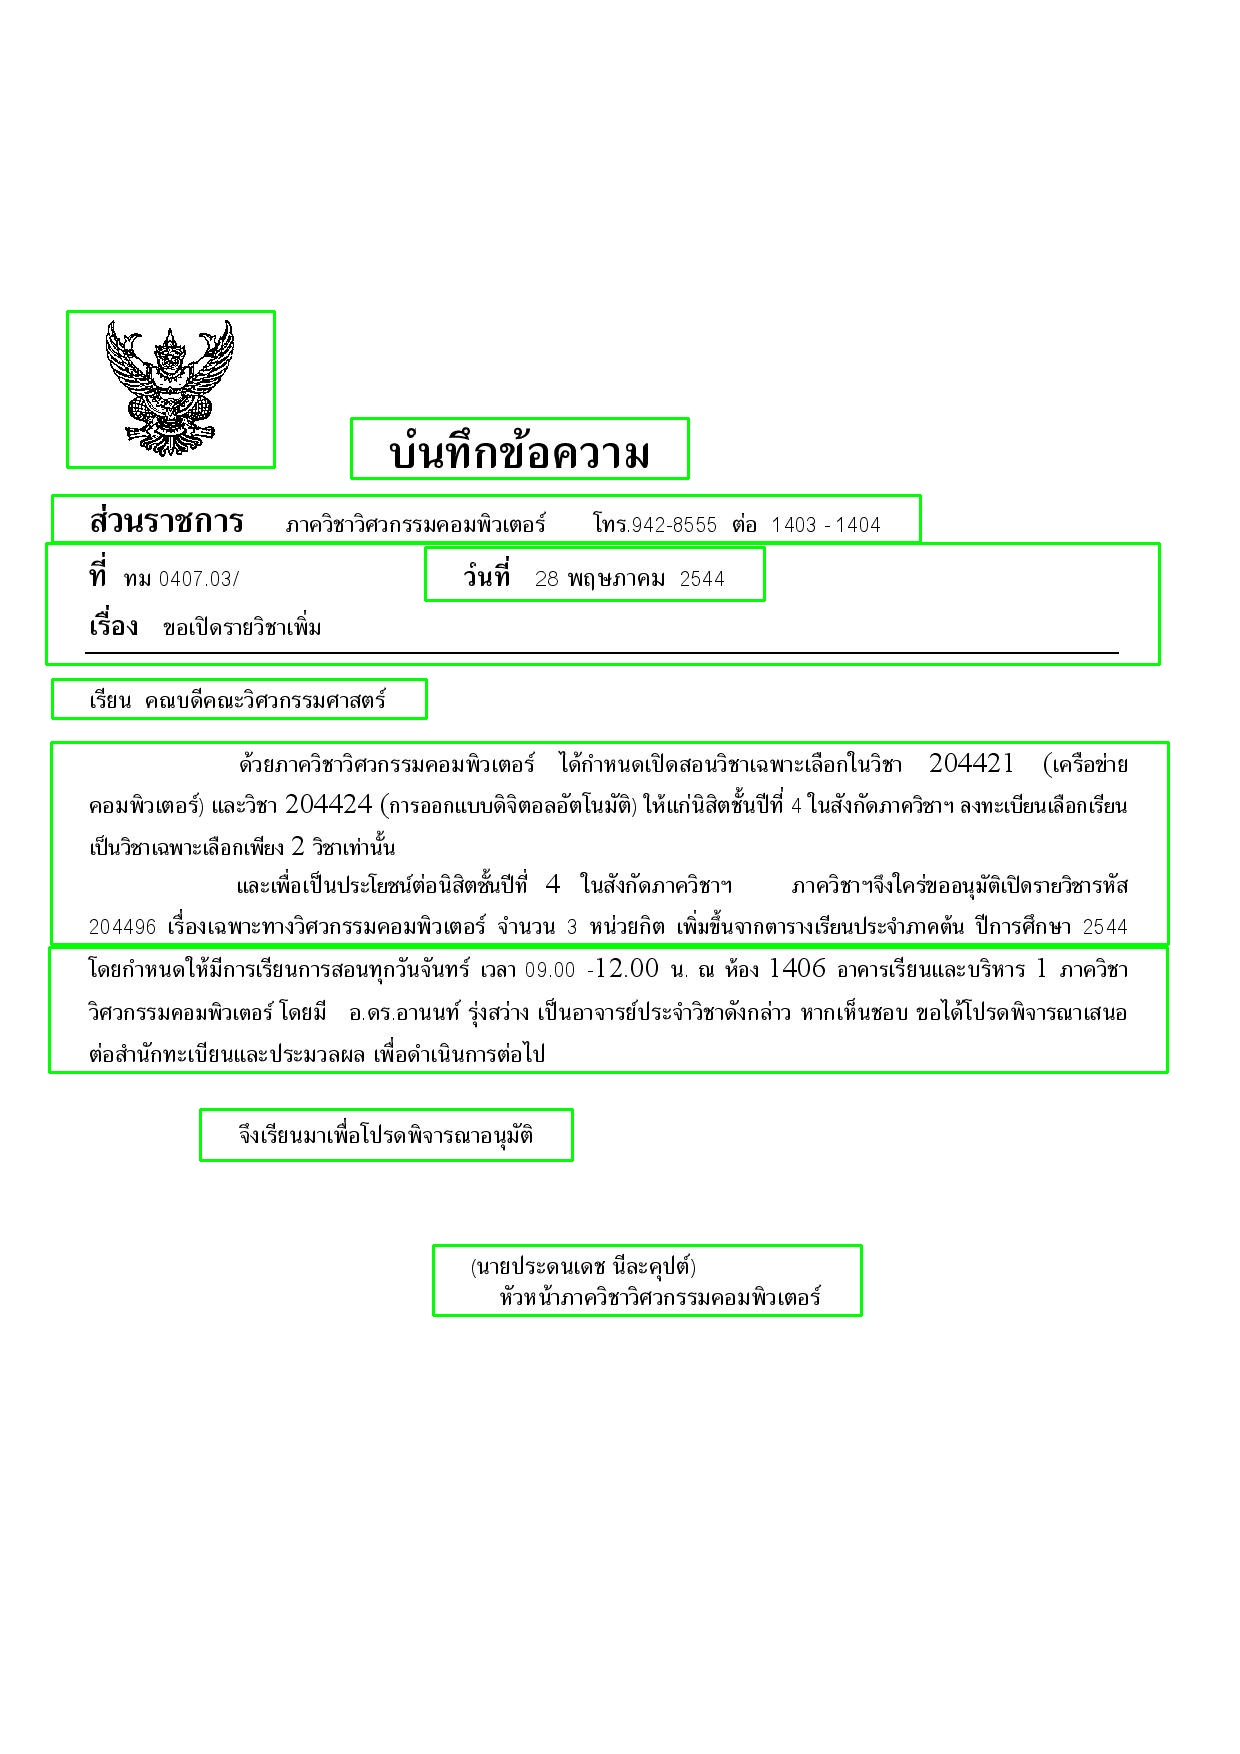 บันทึกข้อความ
ส่วนราชการ ภาควิชาวิศวกรรมคอมพิวเตอร์ โทร.942-8555 ต่อ 1403 - 1404
ที่ ทม 0407.03/ วันที่ 28 พฤษภาคม 2544
เรื่อง ขอเปิดรายวิชาเพิ่ม
เรียน คณบดีคณะวิศวกรรมศาสตร์
ด้วยภาควิชาวิศวกรรมคอมพิวเตอร์ ได้กำหนดเปิดสอนวิชาเฉพาะเลือกในวิชา 204421 (เครือข่าย
คอมพิวเตอร์) และวิชา 204424 (การออกแบบดิจิตอลอัตโนมัติ) ให้แก่นิสิตชั้นปีที่ 4 ในสังกัดภาควิชาฯ ลงทะเบียนเลือกเรียน
เป็นวิชาเฉพาะเลือกเพียง 2 วิชาเท่านั้น
และเพื่อเป็นประโยชน์ต่อนิสิตชั้นปีที่ 4 ในสังกัดภาควิชาฯ ภาควิชาฯจึงใคร่ขออนุมัติเปิดรายวิชารหัส
204496 เรื่องเฉพาะทางวิศวกรรมคอมพิวเตอร์ จำนวน 3 หน่วยกิต เพิ่มขึ้นจากตารางเรียนประจำภาคต้น ปีการศึกษา 2544
โดยกำหนดให้มีการเรียนการสอนทุกวันจันทร์ เวลา 09.00 -12.00 น. ณ ห้อง 1406 อาคารเรียนและบริหาร 1 ภาควิชา
วิศวกรรมคอมพิวเตอร์ โดยมี อ.ดร.อานนท์ รุ่งสว่าง เป็นอาจารย์ประจำวิชาดังกล่าว หากเห็นชอบ ขอได้โปรดพิจารณาเสนอ
ต่อสำนักทะเบียนและประมวลผล เพื่อดำเนินการต่อไป
จึงเรียนมาเพื่อโปรดพิจารณาอนุมัติ
(นายประดนเดช นีละคุปต์)
หัวหน้าภาควิชาวิศวกรรมคอมพิวเตอร์